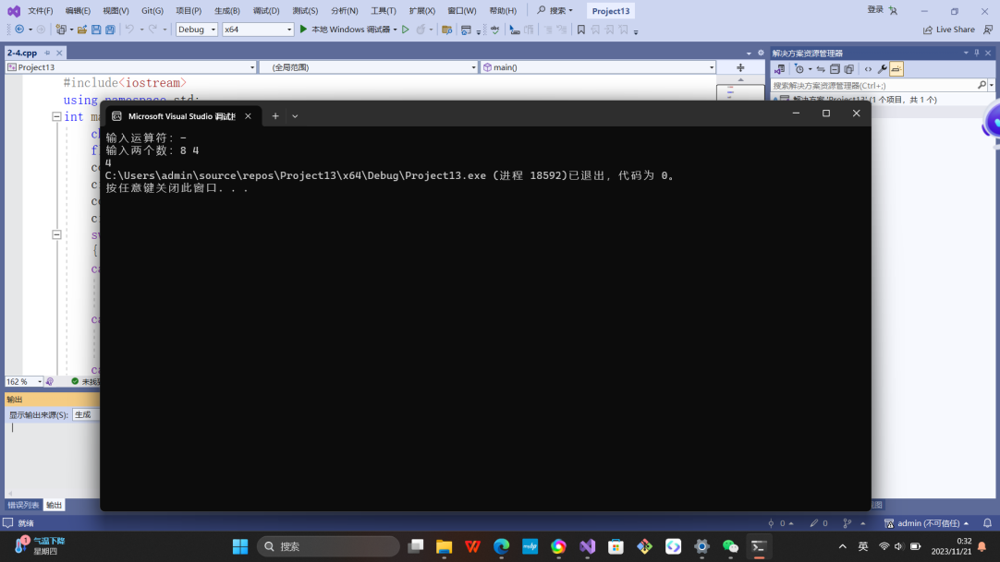 文件(F) 编辑(E) 视图(V) Git(G) 项目(P) 生成(B) 调试(D) 测试(S) 分析(N) 工具(T) 扩展(X) 窗口(W) 帮助(H) 搜索 Project13 登录
Debug x64 本地 Windows 调试器 Live Share
2-4.cpp 解决方案资源管理器
Project13 (全局范围) main()
搜索解决方案资源管理器(Ctrl+;)
解决方案 'Project13' (1 个项目，共 1 个)
#include<iostream>
using namespace std;
int
Microsoft Visual Studio 调试
输入运算符：-
输入两个数：8 4
4
C:\Users\admin\source\repos\Project13\x64\Debug\Project13.exe (进程 18592)已退出，代码为 0。
按任意键关闭此窗口. . .
{
162 %
输出
显示输出来源(S): 生成
错误列表 输出
就绪 0 0 admin (不可信任)
1
气温下降
星期四
搜索
英
0:32
2023/11/21